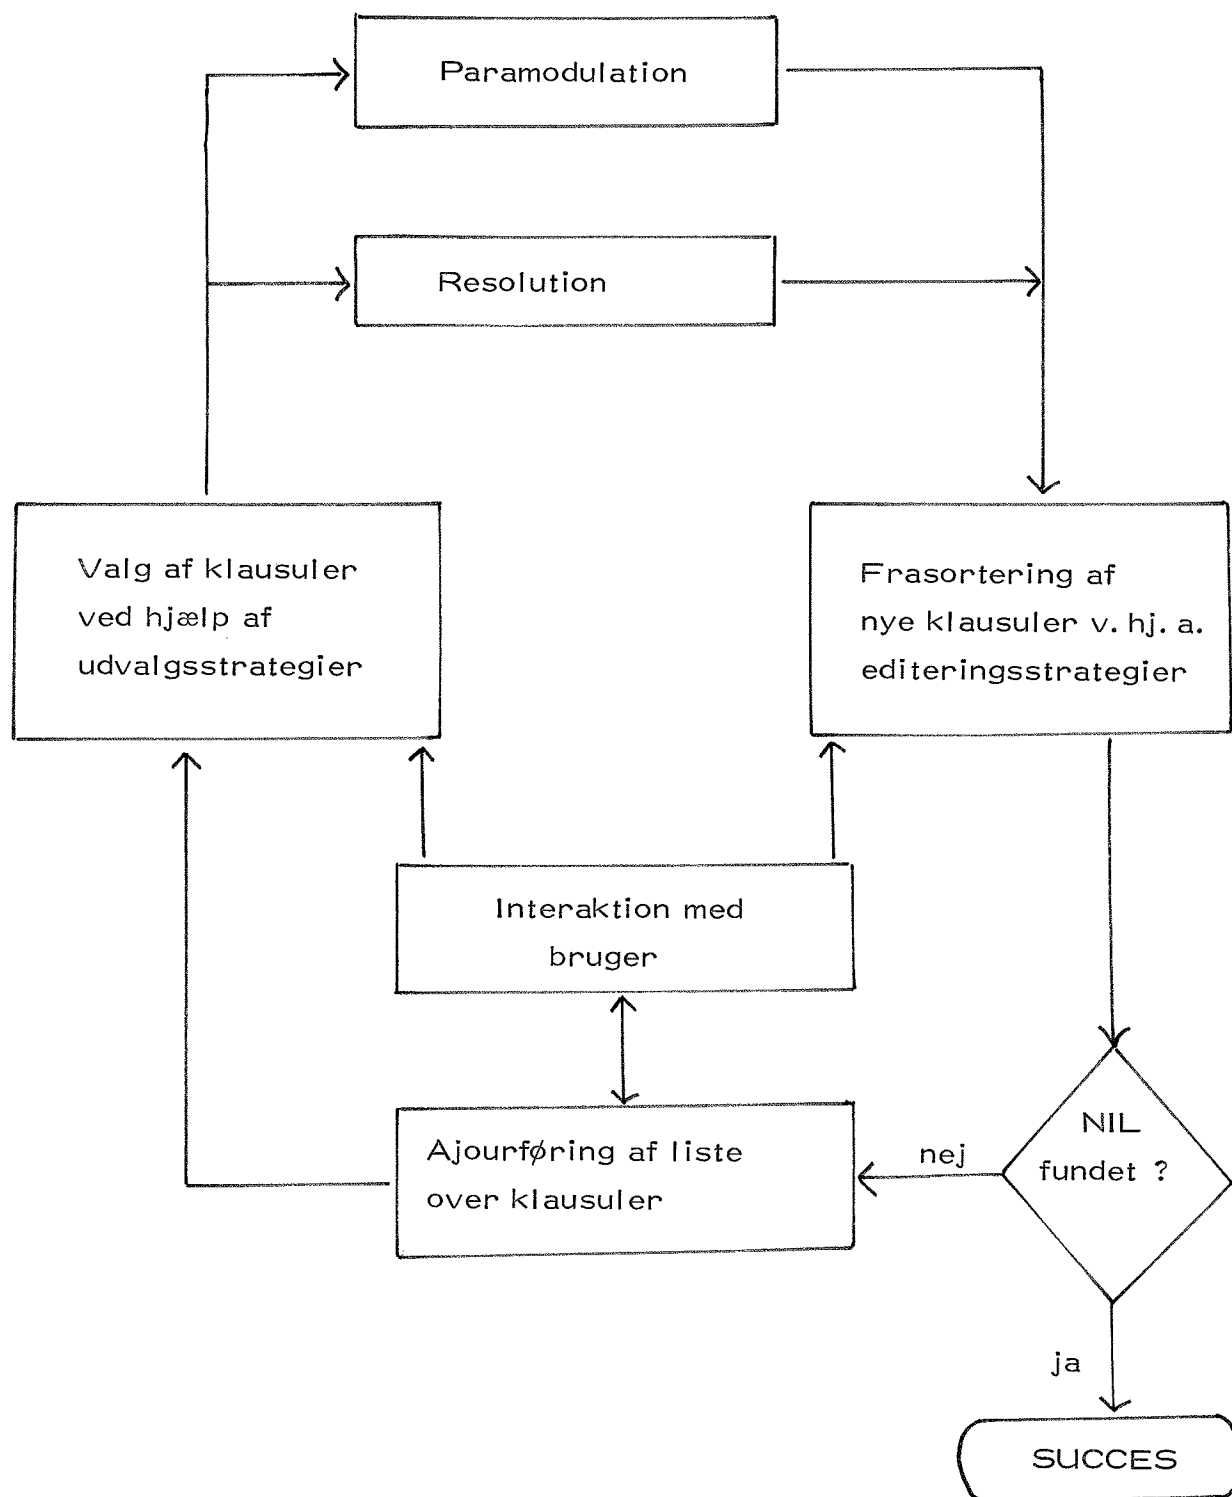 Paramodulation
Resolution
Valg af klausuler
ved hjælp af
udvalgsstrategier
Frasortering af
nye klausuler v. hj. a.
editeringsstrategier
Interaktion med
bruger
NIL
fundet ?
nej
Ajourføring af liste
over klausuler
ja
SUCCES